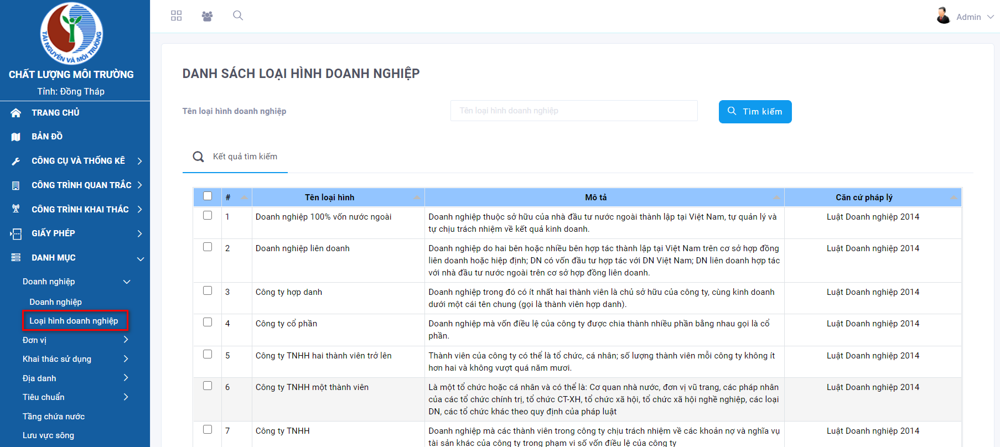 TÀI NGUYÊN VÀ MÔI TRƯỜNG
CHẤT LƯỢNG MÔI TRƯỜNG
Tỉnh: Đồng Tháp
TRANG CHỦ
BẢN ĐỒ
CÔNG CỤ VÀ THỐNG KÊ
CÔNG TRÌNH QUAN TRẮC
CÔNG TRÌNH KHAI THÁC
GIẤY PHÉP
DANH MỤC
Doanh nghiệp
Doanh nghiệp
Loại hình doanh nghiệp
Đơn vị
Khai thác sử dụng
Địa danh
Tiêu chuẩn
Tầng chứa nước
Lưu vực sông
Admin
DANH SÁCH LOẠI HÌNH DOANH NGHIỆP
Tên loại hình doanh nghiệp
Tên loại hình doanh nghiệp
Tìm kiếm
Kết quả tìm kiếm
# Tên loại hình Mô tả Căn cứ pháp lý
1 Doanh nghiệp 100% vốn nước ngoài Doanh nghiệp thuộc sở hữu của nhà đầu tư nước ngoài thành lập tại Việt Nam, tự quản lý và Luật Doanh nghiệp 2014
tự chịu trách nhiệm về kết quả kinh doanh.
2 Doanh nghiệp liên doanh Doanh nghiệp do hai bên hoặc nhiều bên hợp tác thành lập tại Việt Nam trên cơ sở hợp đồng Luật Doanh nghiệp 2014
liên doanh hoặc hiệp định; DN có vốn đầu tư hợp tác với DN Việt Nam; DN liên doanh hợp tác
với nhà đầu tư nước ngoài trên cơ sở hợp đồng liên doanh.
3 Công ty hợp danh Doanh nghiệp trong đó có ít nhất hai thành viên là chủ sở hữu của công ty, cùng kinh doanh Luật Doanh nghiệp 2014
dưới một cái tên chung (gọi là thành viên hợp danh).
4 Công ty cổ phần Doanh nghiệp mà vốn điều lệ của công ty được chia thành nhiều phần bằng nhau gọi là cổ Luật Doanh nghiệp 2014
phần.
5 Công ty TNHH hai thành viên trở lên Thành viên của công ty có thể là tổ chức, cá nhân; số lượng thành viên mỗi công ty không ít Luật Doanh nghiệp 2014
hơn hai và không vượt quá năm mươi.
6 Công ty TNHH một thành viên Là một tổ chức hoặc cá nhân và có thể là: Cơ quan nhà nước, đơn vị vũ trang, các pháp nhân Luật Doanh nghiệp 2014
của các tổ chức chính trị, tổ chức CT-XH, tổ chức xã hội, tổ chức xã hội nghề nghiệp, các loại
DN, các tổ chức khác theo quy định của pháp luật
7 Công ty TNHH Doanh nghiệp mà các thành viên trong công ty chịu trách nhiệm về các khoản nợ và nghĩa vụ Luật Doanh nghiệp 2014
tài sản khác của công ty trong phạm vi số vốn điều lệ của công ty